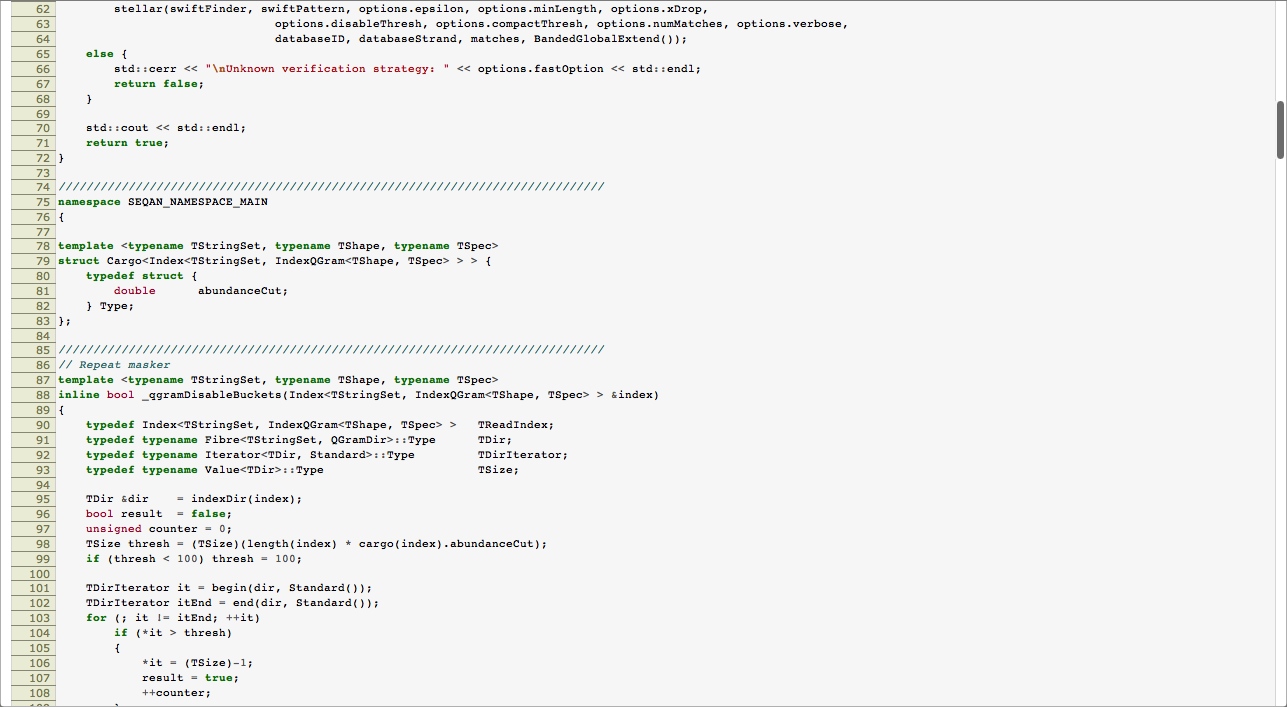 62 stellar(swiftFinder, swiftPattern, options.epsilon, options.minLength, options.xDrop,
63 options.disableThresh, options.compactThresh, options.numMatches, options.verbose,
64 databaseID, databaseStrand, matches, BandedGlobalExtend());
65 else {
66 std::cerr << "\nUnknown verification strategy: " << options.fastOption << std::endl;
67 return false;
68 }
69
70 std::cout << std::endl;
71 return true;
72 }
73
74 //////////////////////////////////////////////////////////////////////////////
75 namespace SEQAN_NAMESPACE_MAIN
76 {
77
78 template <typename TStringSet, typename TShape, typename TSpec>
79 struct Cargo<Index<TStringSet, IndexQGram<TShape, TSpec> > > {
80 typedef struct {
81 double abundanceCut;
82 } Type;
83 };
84
85 //////////////////////////////////////////////////////////////////////////////
86 // Repeat masker
87 template <typename TStringSet, typename TShape, typename TSpec>
88 inline bool _qgramDisableBuckets(Index<TStringSet, IndexQGram<TShape, TSpec> > &index)
89 {
90 typedef Index<TStringSet, IndexQGram<TShape, TSpec> > TReadIndex;
91 typedef typename Fibre<TStringSet, QGramDir>::Type TDir;
92 typedef typename Iterator<TDir, Standard>::Type TDirIterator;
93 typedef typename Value<TDir>::Type TSize;
94
95 TDir &dir = indexDir(index);
96 bool result = false;
97 unsigned counter = 0;
98 TSize thresh = (TSize)(length(index) * cargo(index).abundanceCut);
99 if (thresh < 100) thresh = 100;
100
101 TDirIterator it = begin(dir, Standard());
102 TDirIterator itEnd = end(dir, Standard());
103 for (; it != itEnd; ++it)
104 if (*it > thresh)
105 {
106 *it = (TSize)-1;
107 result = true;
108 ++counter;